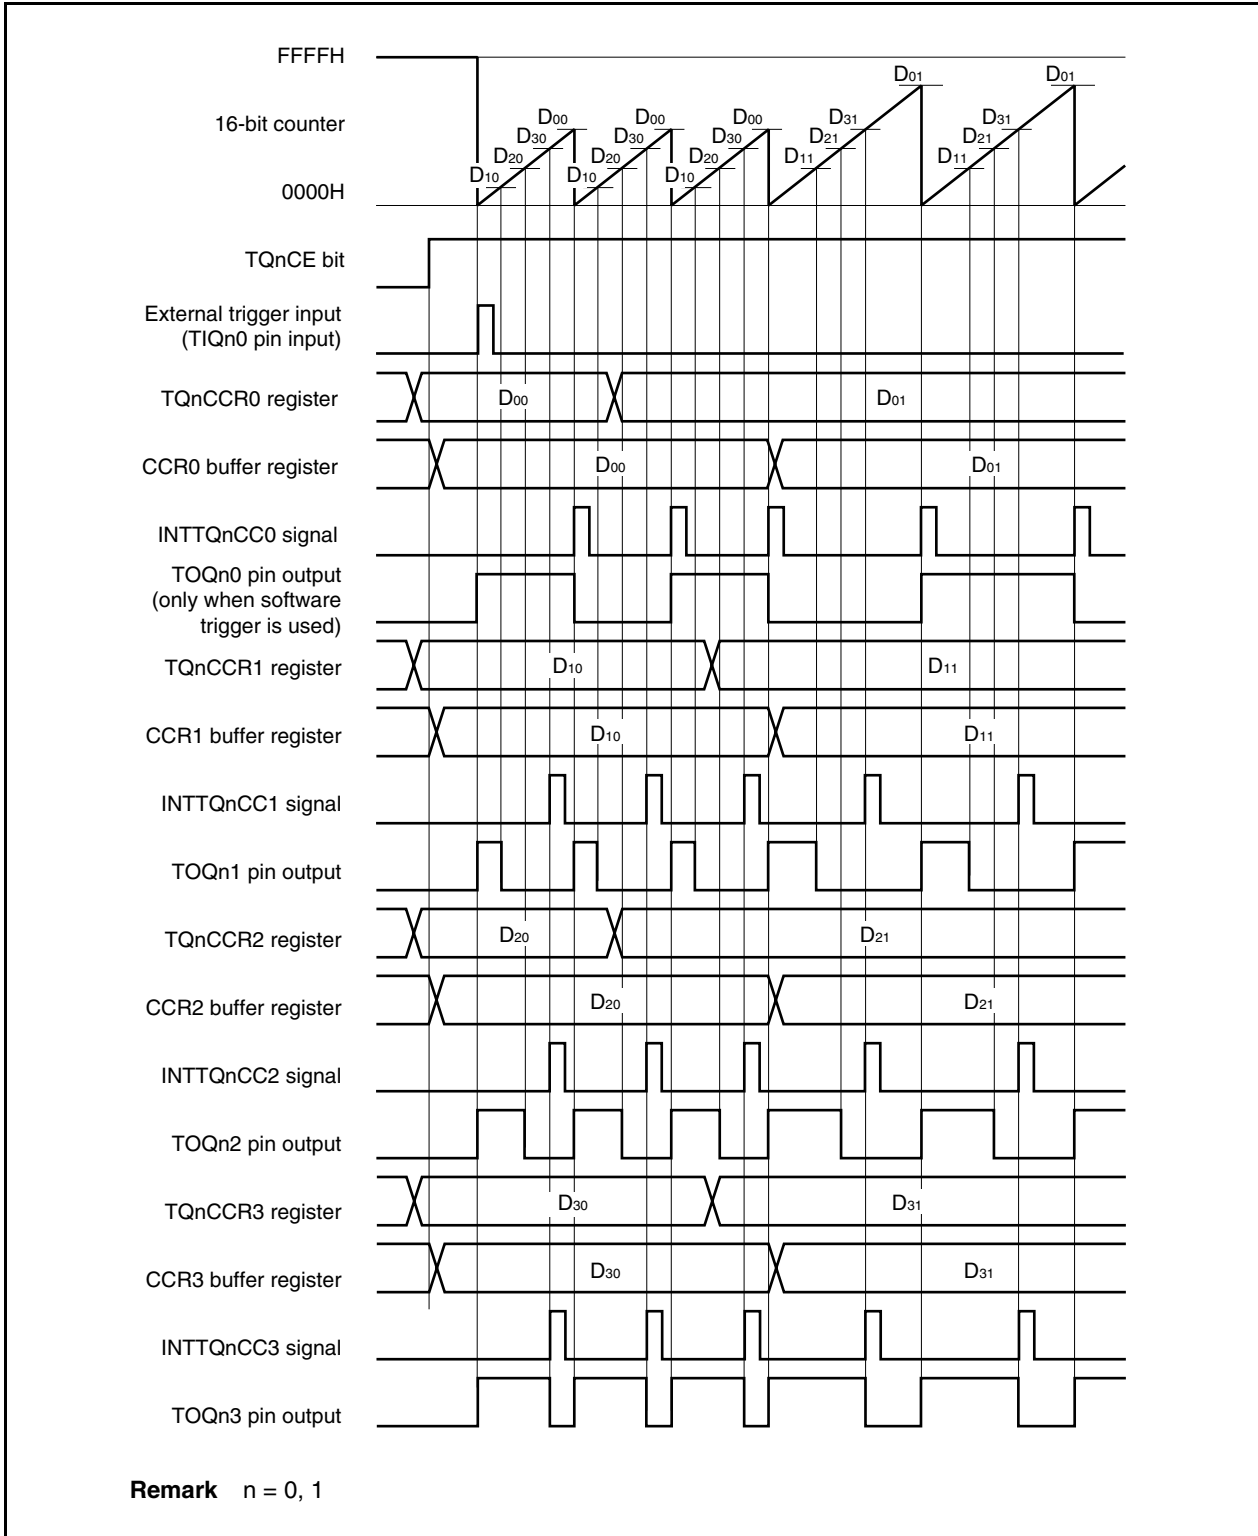 FFFFH
D01 D01
16-bit counter
D00 D00 D00 D31 D31
D30 D30 D30 D21 D21
D20 D20 D20 D11 D11
D10 D10 D10
0000H
TQnCE bit
External trigger input
(TIQn0 pin input)
TQnCCR0 register D00 D01
CCR0 buffer register D00 D01
INTTQnCC0 signal
TOQn0 pin output
(only when software
trigger is used)
TQnCCR1 register D10 D11
CCR1 buffer register D10 D11
INTTQnCC1 signal
TOQn1 pin output
TQnCCR2 register D20 D21
CCR2 buffer register D20 D21
INTTQnCC2 signal
TOQn2 pin output
TQnCCR3 register D30 D31
CCR3 buffer register D30 D31
INTTQnCC3 signal
TOQn3 pin output
Remark n = 0, 1